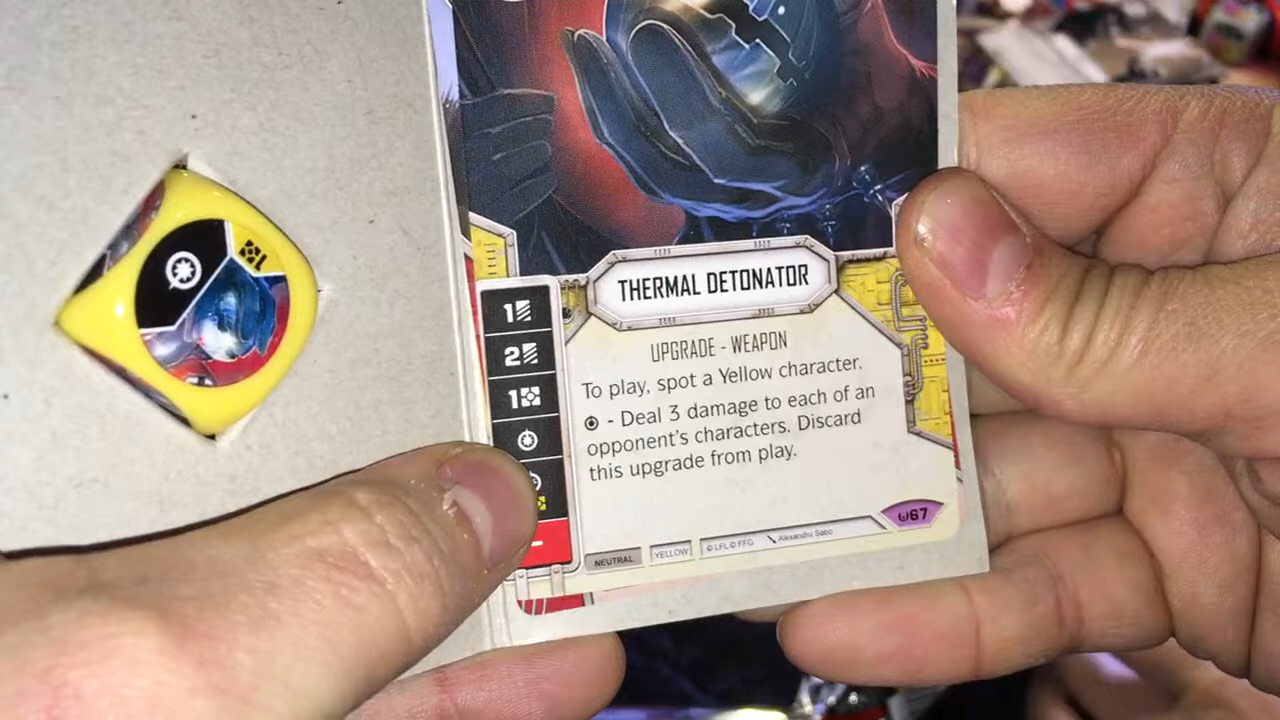 THERMAL DETONATOR
UPGRADE - WEAPON
To play, spot a Yellow character.
- Deal 3 damage to each of an
opponent's characters. Discard
this upgrade from play.
1
2
1
-
67
NEUTRAL YELLOW © LFL © FFG Alexandru Sabo
1